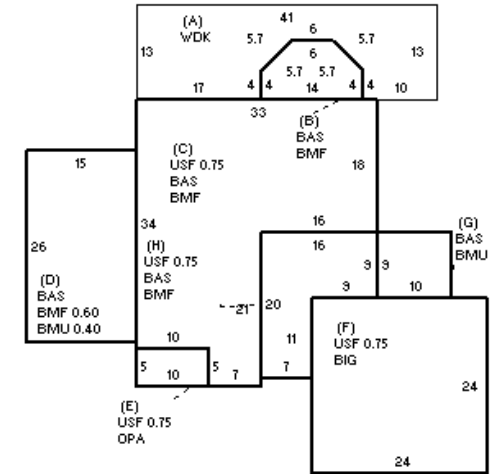 (A)
WDK
41
6
5.7
5.7
13
13
6
5.7
5.7
17
4
4
14
4
4
10
33
(B)
BAS
BMF
(C)
USF 0.75
BAS
BMF
18
15
34
26
(D)
BAS
BMF 0.60
BMU 0.40
(H)
USF 0.75
BAS
BMF
16
16
(G)
BAS
BMU
9
9
9
10
21
20
11
(F)
USF 0.75
BIG
10
5
10
5
7
7
24
24
(E)
USF 0.75
OPA